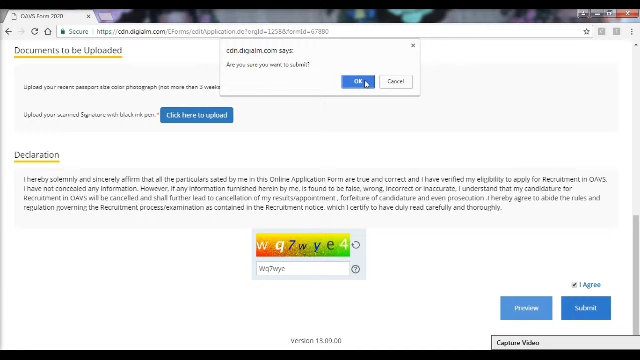 OAVS Form 2020
Secure
https://cdn.digialm.com/EForms/editApplication.do?orgId=1258&formId=67880
cdn.digialm.com says:
Are you sure you want to submit?
OK
Cancel
Documents to be Uploaded
Upload your recent passport size color photograph (not more than 3 weeks
Upload your scanned Signature with black ink pen. *
Click here to upload
Declaration
I hereby solemnly and sincerely affirm that all the particulars sated by me in this Online Application Form are true and correct and I have verified my eligibility to apply for Recruitment in OAVS.
I have not concealed any information. However, if any information furnished herein by me, is found to be false, wrong, incorrect or inaccurate, I understand that my candidature for
Recruitment in OAVS will be cancelled and shall further lead to cancellation of my results/appointment , forfeiture of candidature and even prosecution .I hereby agree to abide the rules and
regulation governing the Recruitment process/examination as contained in the Recruitment notice, which I certify to have duly read carefully and thoroughly.
w q 7 w y e 4
Wq7wye
I Agree
Preview
Submit
Version 13.09.00
Capture Video